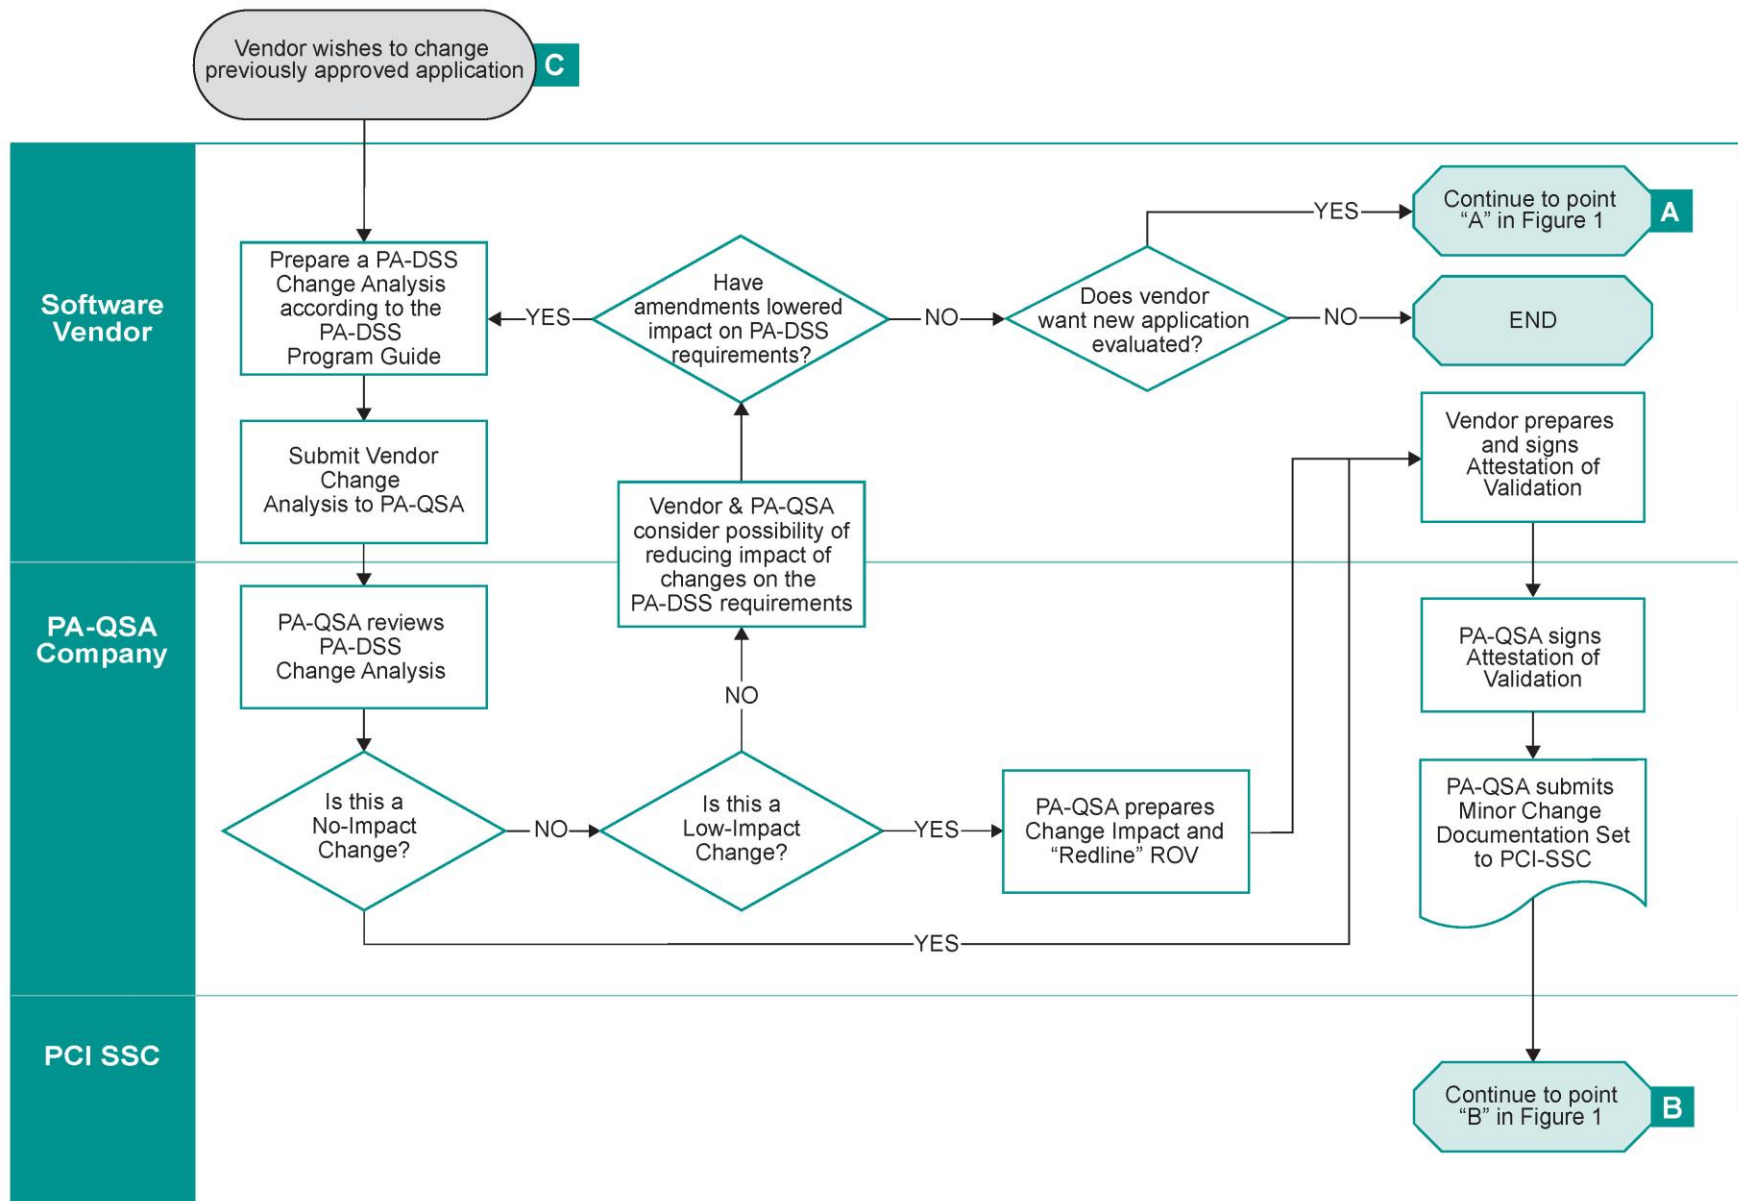 Vendor wishes to change
previously approved application
C
Software
Vendor
Prepare a PA-DSS
Change Analysis
according to the
PA-DSS
Program Guide
YES
Have
amendments lowered
impact on PA-DSS
requirements?
NO
Does vendor
want new application
evaluated?
YES
Continue to point
“A” in Figure 1
A
NO
END
Submit Vendor
Change
Analysis to PA-QSA
Vendor & PA-QSA
consider possibility of
reducing impact of
changes on the
PA-DSS requirements
Vendor prepares
and signs
Attestation of
Validation
PA-QSA
Company
PA-QSA reviews
PA-DSS
Change Analysis
NO
PA-QSA signs
Attestation of
Validation
Is this a
No-Impact
Change?
NO
Is this a
Low-Impact
Change?
YES
PA-QSA prepares
Change Impact and
“Redline” ROV
PA-QSA submits
Minor Change
Documentation Set
to PCI-SSC
YES
PCI SSC
Continue to point
“B” in Figure 1
B